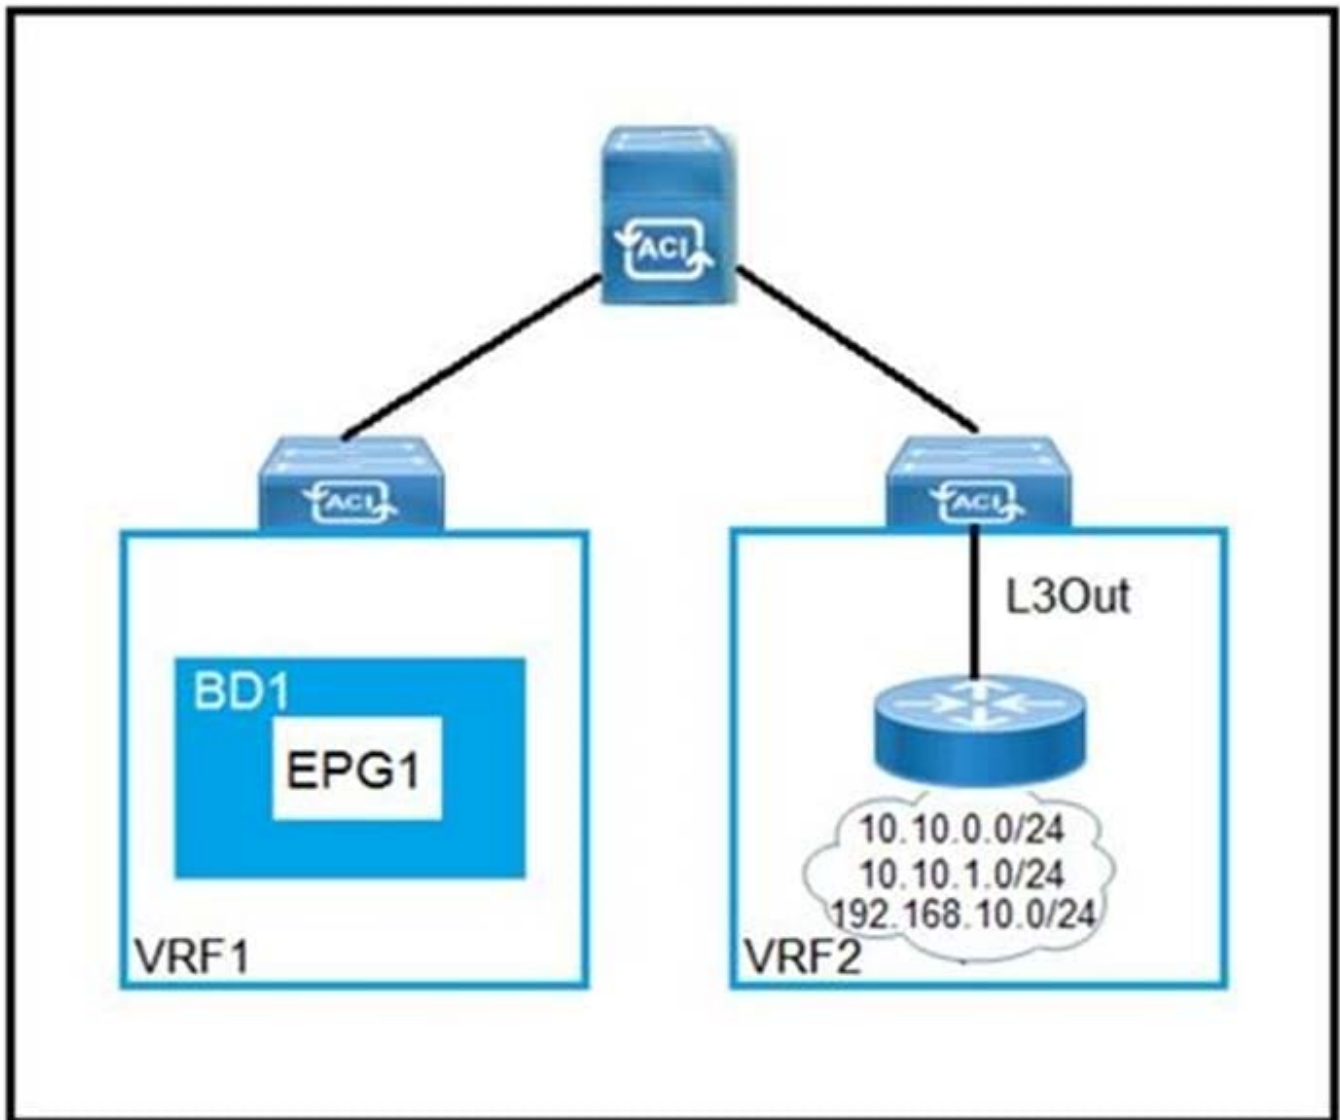 ACI
ACI
ACI
L3Out
BD1
EPG1
10.10.0.0/24
10.10.1.0/24
192.168.10.0/24
VRF1
VRF2